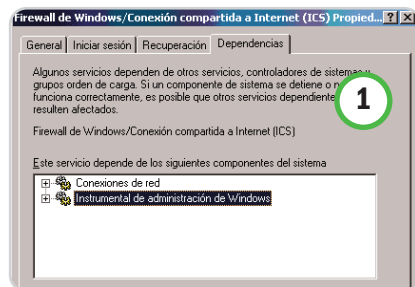 Firewall de Windows/Conexión compartida a Internet (ICS) Propied...
General Iniciar sesión Recuperación Dependencias
Algunos servicios dependen de otros servicios, controladores de sistemas y
grupos orden de carga. Si un componente de sistema se detiene o
funciona correctamente, es posible que otros servicios dependiente
resulten afectados.
1
Firewall de Windows/Conexión compartida a Internet (ICS)
Este servicio depende de los siguientes componentes del sistema
Conexiones de red
Instrumental de administración de Windows